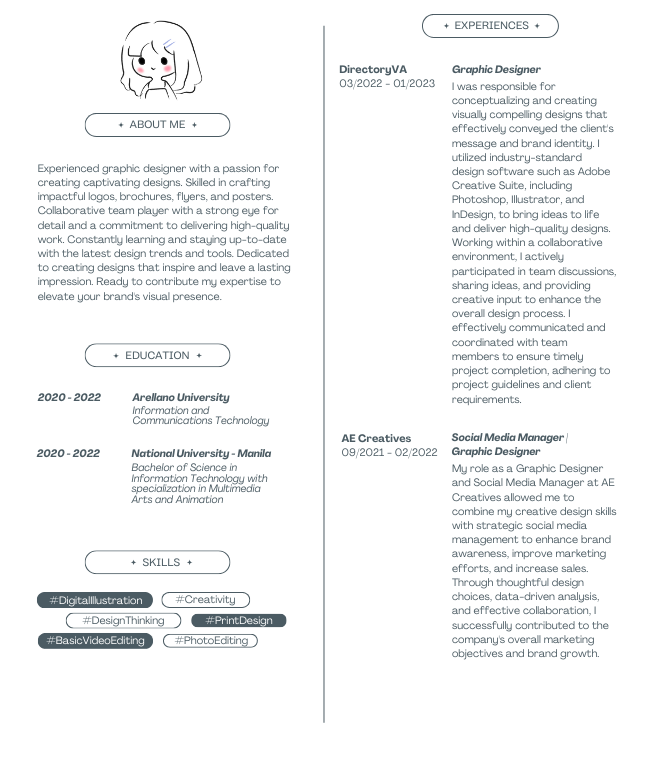 ✦ ABOUT ME ✦
Experienced graphic designer with a passion for
creating captivating designs. Skilled in crafting
impactful logos, brochures, flyers, and posters.
Collaborative team player with a strong eye for
detail and a commitment to delivering high-quality
work. Constantly learning and staying up-to-date
with the latest design trends and tools. Dedicated
to creating designs that inspire and leave a lasting
impression. Ready to contribute my expertise to
elevate your brand's visual presence.
✦ EDUCATION ✦
2020 - 2022 Arellano University
Information and
Communications Technology
2020 - 2022 National University - Manila
Bachelor of Science in
Information Technology with
specialization in Multimedia
Arts and Animation
✦ SKILLS ✦
#DigitalIllustration #Creativity
#DesignThinking #PrintDesign
#BasicVideoEditing #PhotoEditing
✦ EXPERIENCES ✦
DirectoryVA
03/2022 - 01/2023
Graphic Designer
I was responsible for
conceptualizing and creating
visually compelling designs that
effectively conveyed the client's
message and brand identity. I
utilized industry-standard
design software such as Adobe
Creative Suite, including
Photoshop, Illustrator, and
InDesign, to bring ideas to life
and deliver high-quality designs.
Working within a collaborative
environment, I actively
participated in team discussions,
sharing ideas, and providing
creative input to enhance the
overall design process. I
effectively communicated and
coordinated with team
members to ensure timely
project completion, adhering to
project guidelines and client
requirements.
AE Creatives
09/2021 - 02/2022
Social Media Manager |
Graphic Designer
My role as a Graphic Designer
and Social Media Manager at AE
Creatives allowed me to
combine my creative design skills
with strategic social media
management to enhance brand
awareness, improve marketing
efforts, and increase sales.
Through thoughtful design
choices, data-driven analysis,
and effective collaboration, I
successfully contributed to the
company's overall marketing
objectives and brand growth.